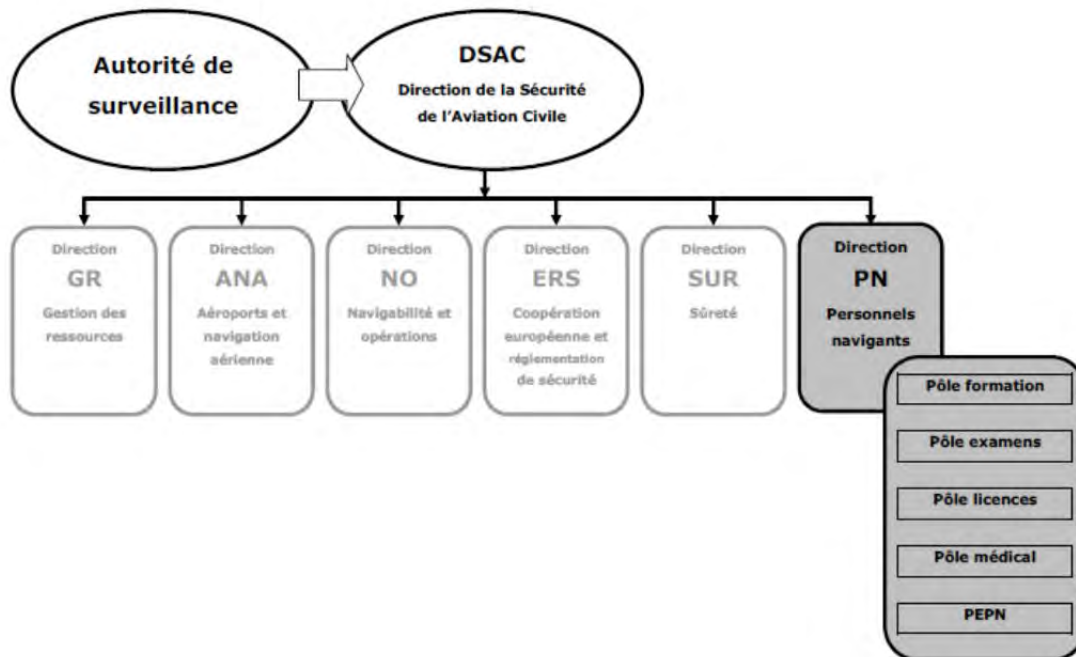 Autorité de
surveillance
DSAC
Direction de la Sécurité
de l'Aviation Civile
Direction
GR
Gestion des
ressources
Direction
ANA
Aéroports et
navigation
aérienne
Direction
NO
Navigabilité et
opérations
Direction
ERS
Coopération
européenne et
réglementation
de sécurité
Direction
SUR
Sûreté
Direction
PN
Personnels
navigants
Pôle formation
Pôle examens
Pôle licences
Pôle médical
PEPN